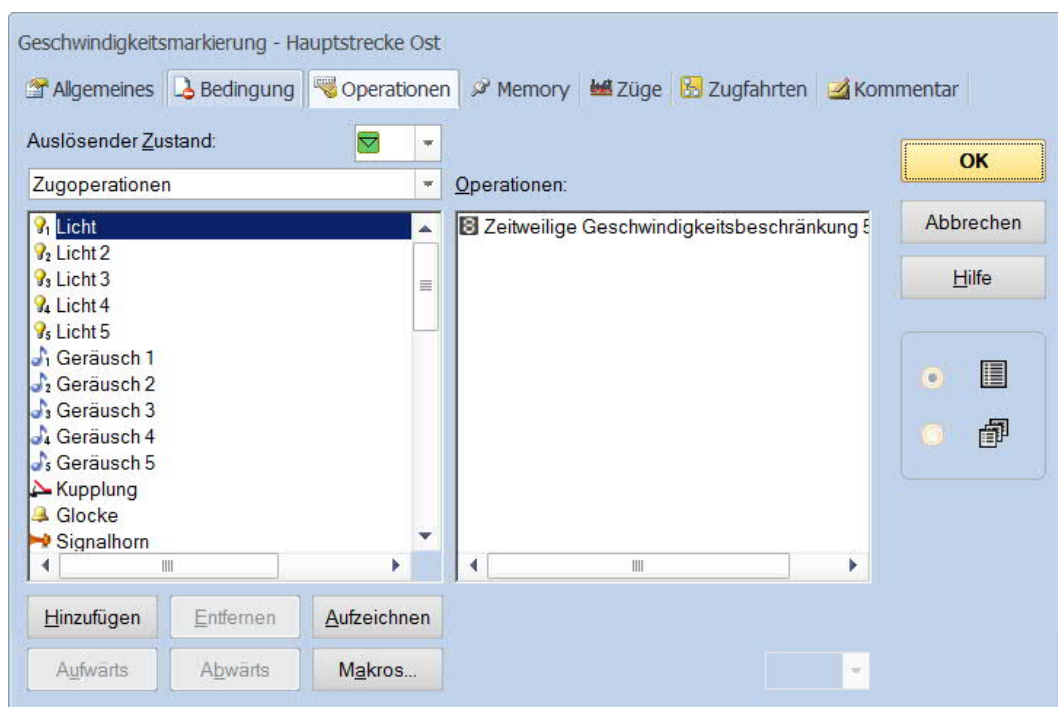 Geschwindigkeitsmarkierung - Hauptstrecke Ost
Allgemeines Bedingung Operationen Memory Züge Zugfahrten Kommentar
Auslösender Zustand:
Zugoperationen
Licht
Licht 2
Licht 3
Licht 4
Licht 5
Geräusch 1
Geräusch 2
Geräusch 3
Geräusch 4
Geräusch 5
Kupplung
Glocke
Signalhorn
Operationen:
Zeitweilige Geschwindigkeitsbeschränkung 5
OK
Abbrechen
Hilfe
Hinzufügen Entfernen Aufzeichnen
Aufwärts Abwärts Makros...